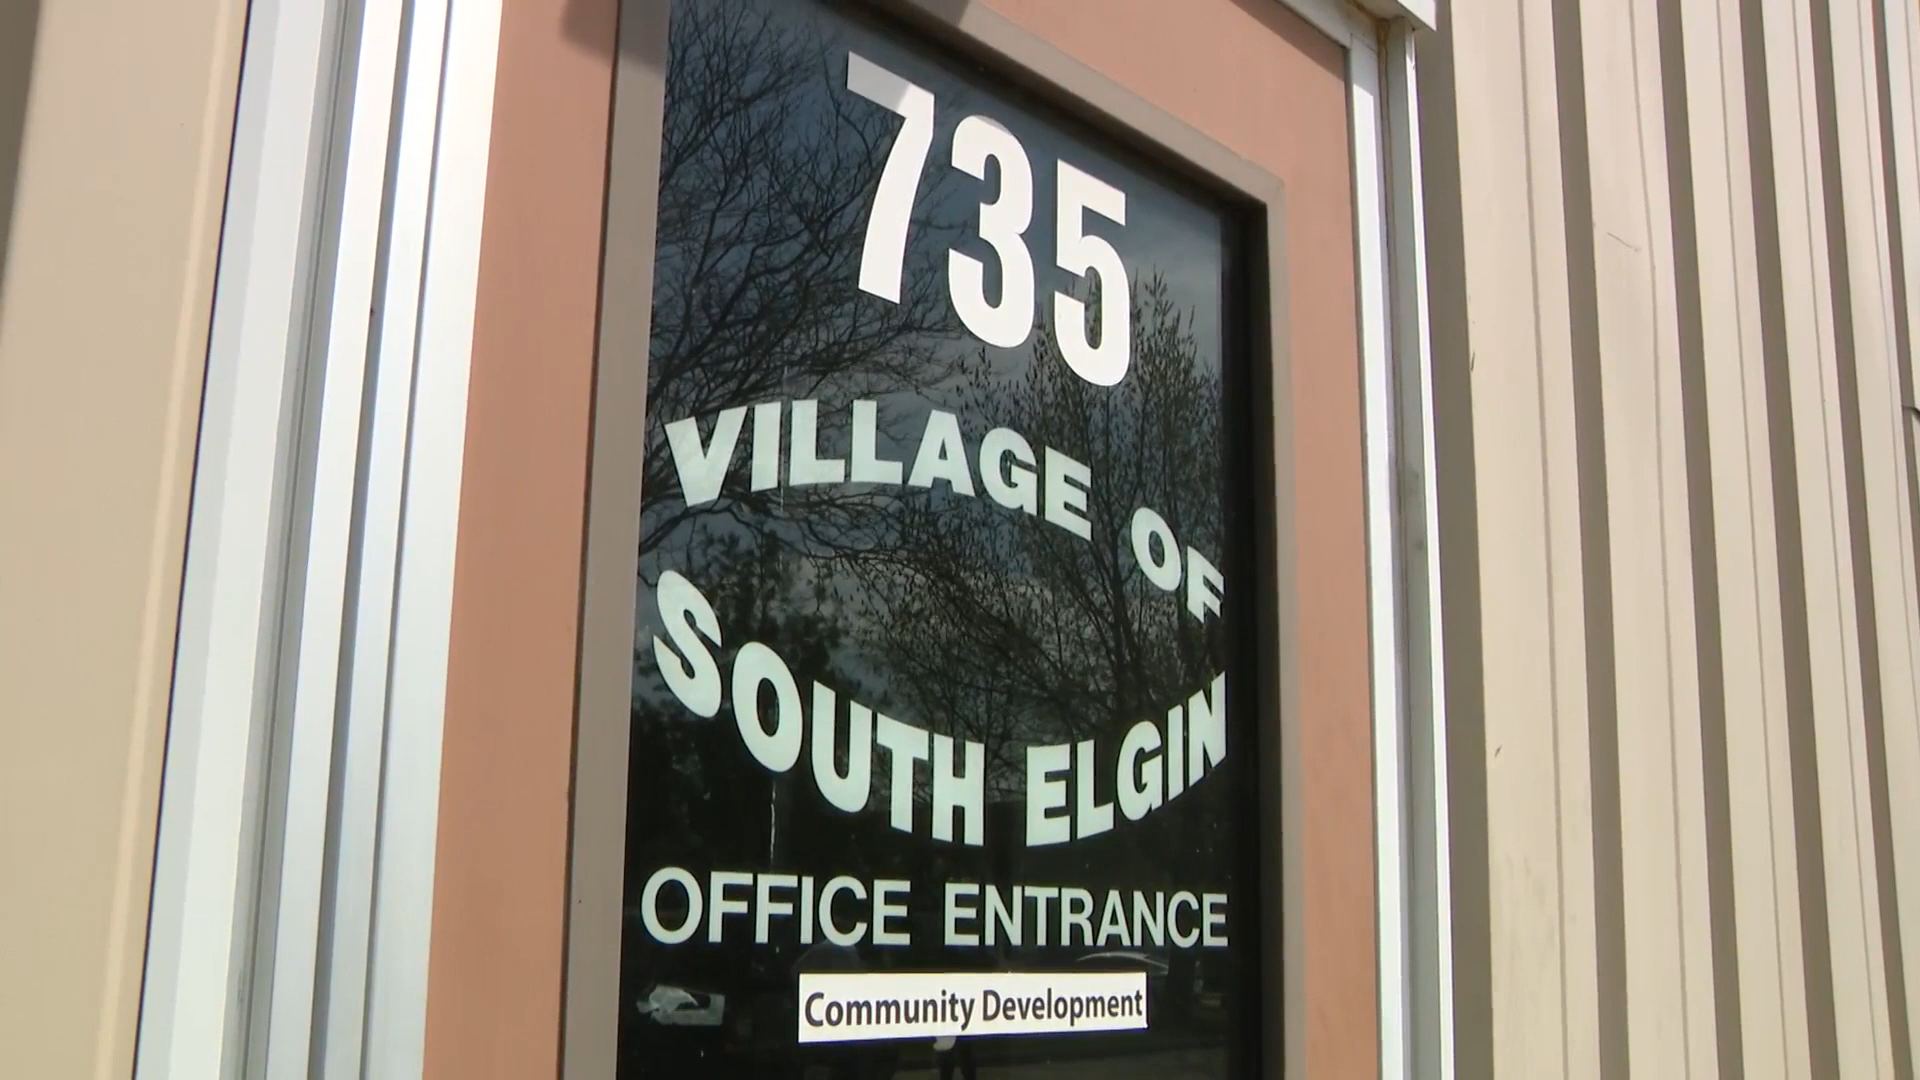 735
VILLAGE OF
SOUTH ELGIN
OFFICE ENTRANCE
Community Development